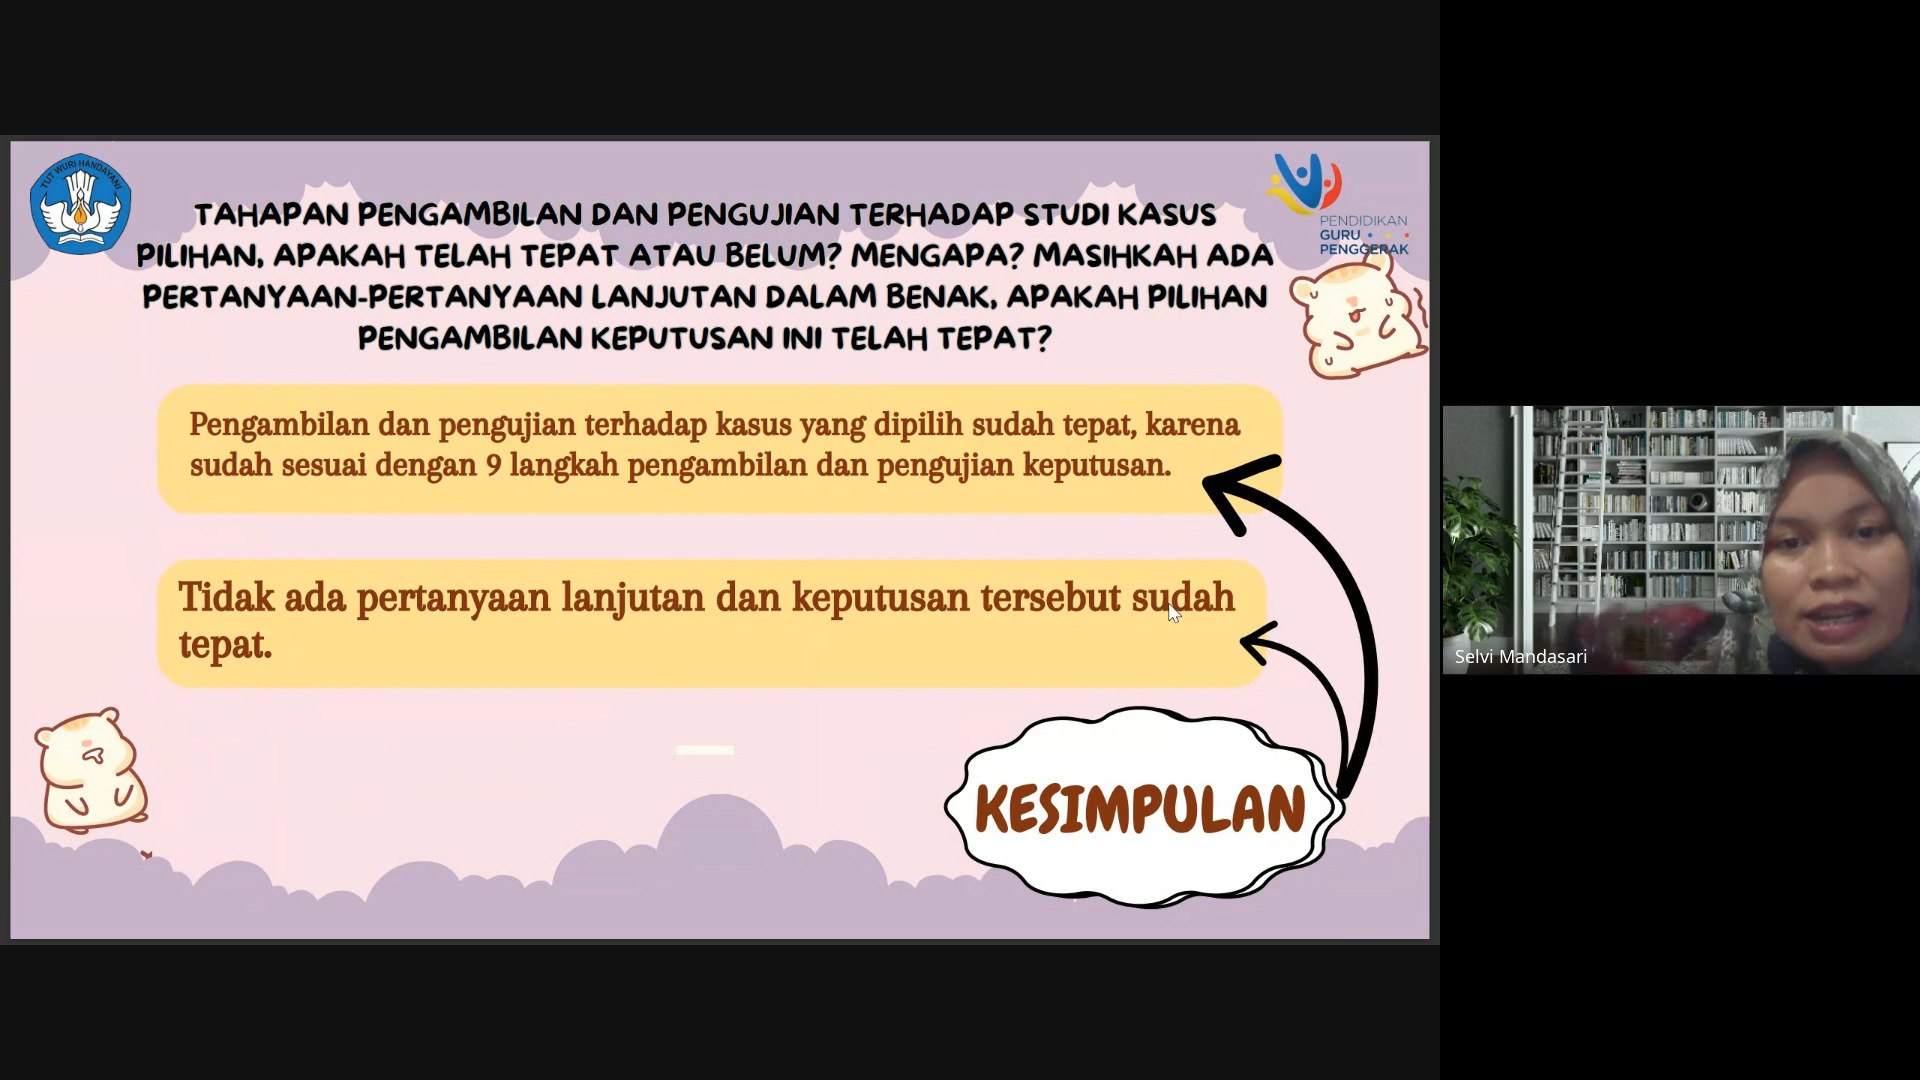 TUT WURI HANDAYANI
PENDIDIKAN
GURU
PENGGERAK
TAHAPAN PENGAMBILAN DAN PENGUJIAN TERHADAP STUDI KASUS
PILIHAN, APAKAH TELAH TEPAT ATAU BELUM? MENGAPA? MASIHKAH ADA
PERTANYAAN-PERTANYAAN LANJUTAN DALAM BENAK, APAKAH PILIHAN
PENGAMBILAN KEPUTUSAN INI TELAH TEPAT?
Pengambilan dan pengujian terhadap kasus yang dipilih sudah tepat, karena
sudah sesuai dengan 9 langkah pengambilan dan pengujian keputusan.
Tidak ada pertanyaan lanjutan dan keputusan tersebut sudah
tepat.
KESIMPULAN
Selvi Mandasari